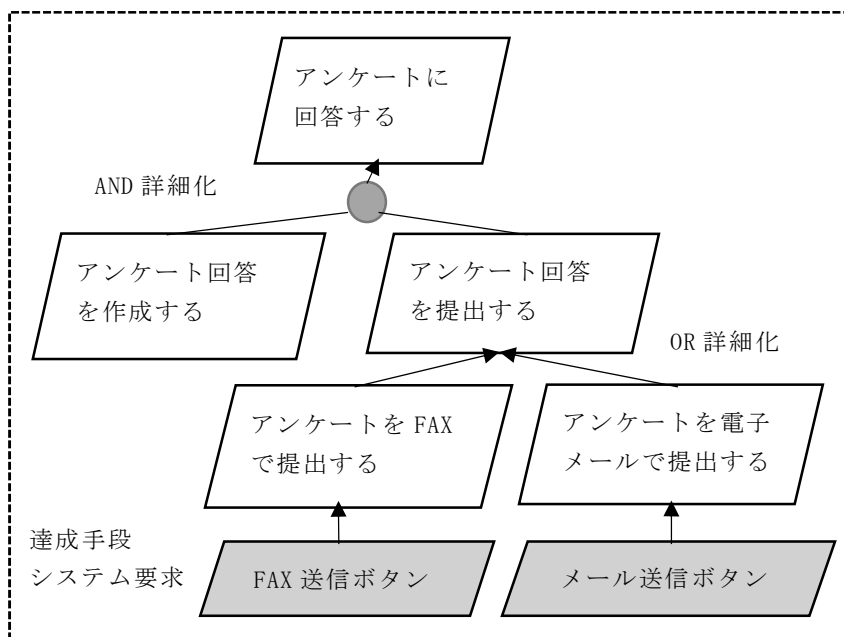 アンケートに
回答する
AND 詳細化
アンケート回答
を作成する
アンケート回答
を提出する
OR 詳細化
アンケートを FAX
で提出する
アンケートを電子
メールで提出する
達成手段
システム要求
FAX 送信ボタン
メール送信ボタン